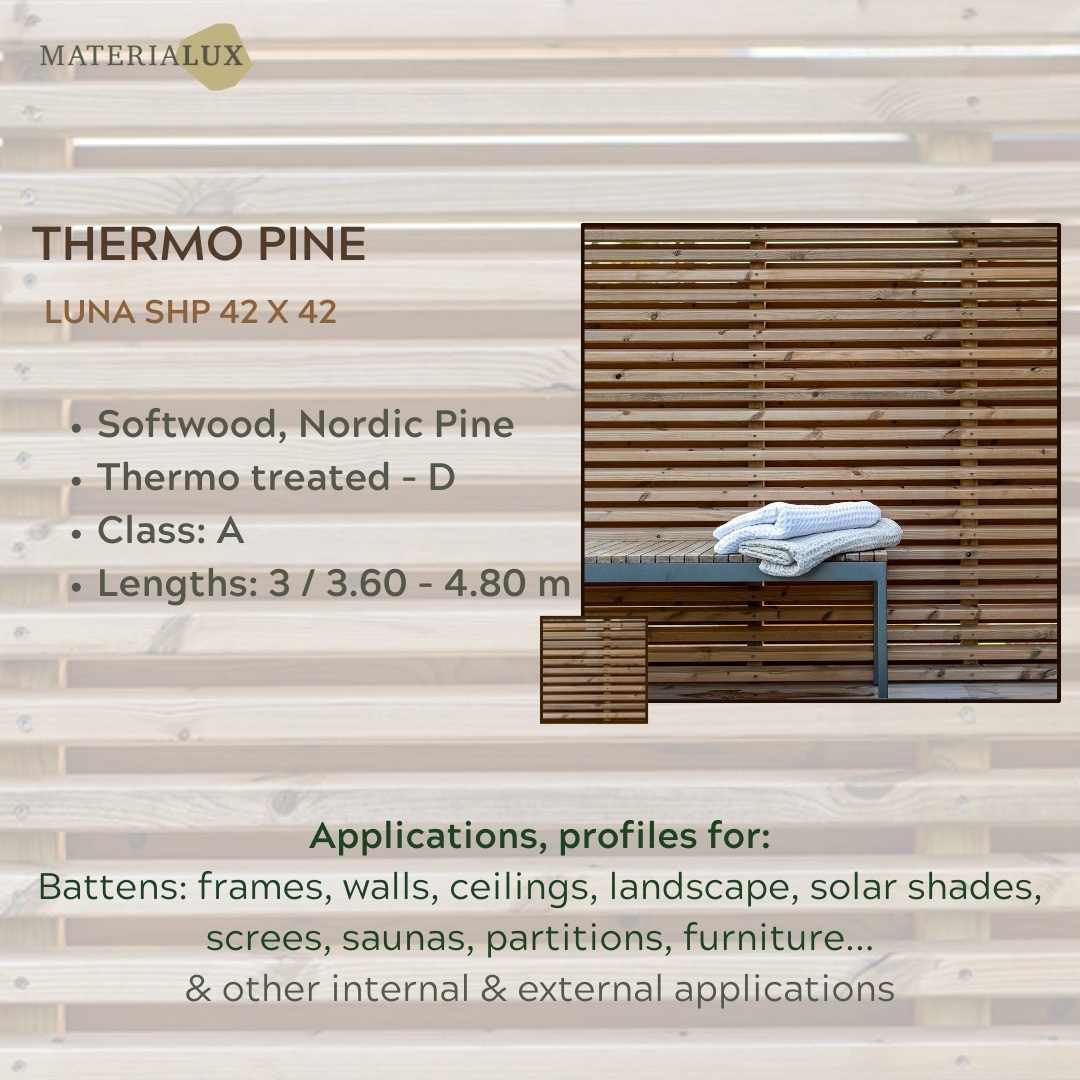 MATERIALUX
THERMO PINE
LUNA SHP 42 X 42
• Softwood, Nordic Pine
• Thermo treated - D
• Class: A
• Lengths: 3 / 3.60 - 4.80 m
Applications, profiles for:
Battens: frames, walls, ceilings, landscape, solar shades,
screes, saunas, partitions, furniture...
& other internal & external applications